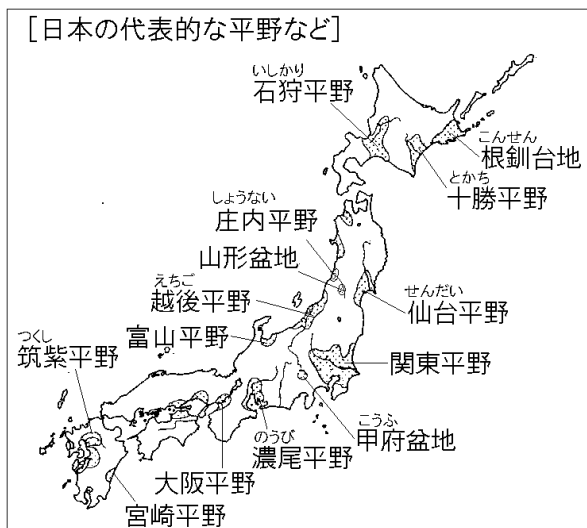 [日本の代表的な平野など]
いしかり
石狩平野
こんせん
根釧台地
とかち
十勝平野
しょうない
庄内平野
山形盆地
えちご
越後平野
せんだい
仙台平野
富山平野
つくし
筑紫平野
関東平野
こうふ
甲府盆地
のうび
濃尾平野
大阪平野
宮崎平野